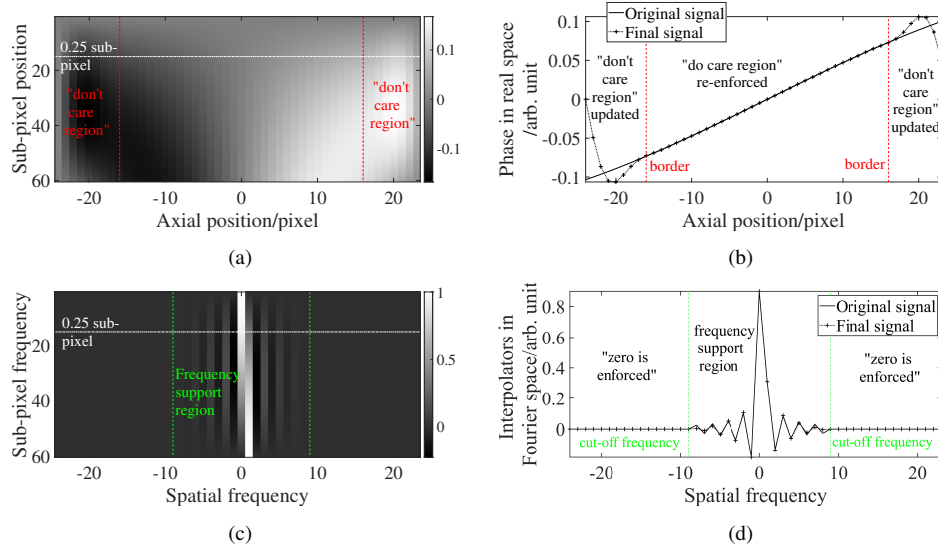 0.25 sub-
pixel
"don't
care
region"
"don't
care
region"
20
40
60
-20
-10
0
10
20
0.1
0
-0.1
Sub-pixel position
Axial position/pixel
(a)
Original signal
Final signal
"don't
care
region"
updated
"do care region"
re-enforced
"don't
care
region"
updated
border
border
0.1
0.05
0
-0.05
-0.1
-20
-10
0
10
20
Phase in real space
/arb. unit
Axial position/pixel
(b)
0.25 sub-
pixel
Frequency
support
region
20
40
60
-20
-10
0
10
20
1
0.5
0
Sub-pixel frequency
Spatial frequency
(c)
Original signal
Final signal
"zero is
enforced"
frequency
support
region
"zero is
enforced"
cut-off frequency
cut-off frequency
0.8
0.6
0.4
0.2
0
-20
-10
0
10
20
Interpolators in
Fourier space/arb. unit
Spatial frequency
(d)